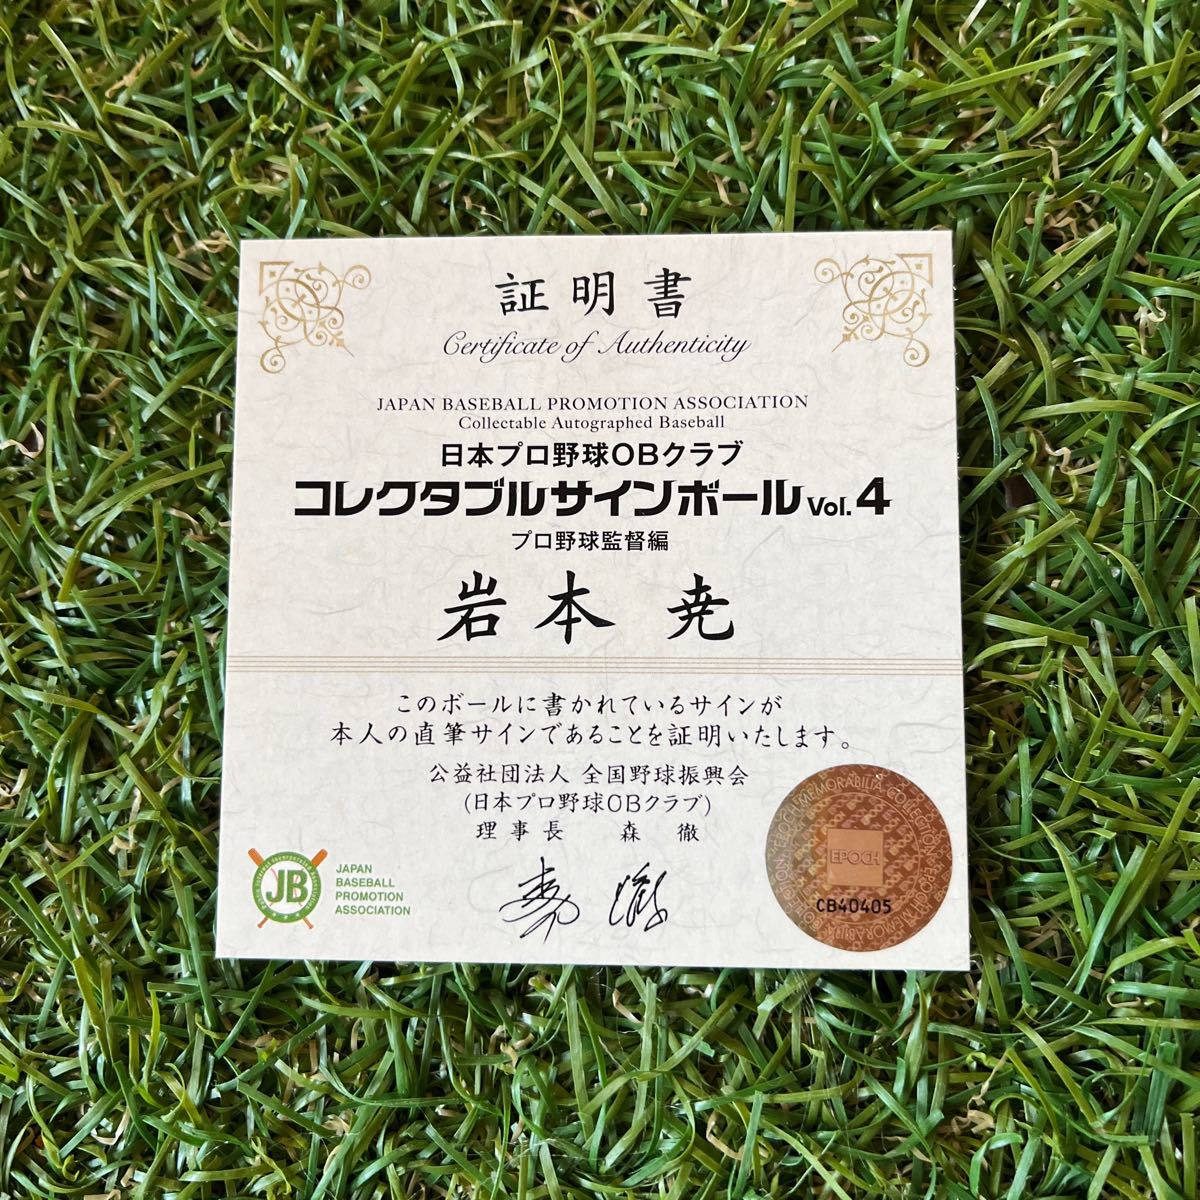 証明書
Certificate of Authenticity
JAPAN BASEBALL PROMOTION ASSOCIATION
Collectable Autographed Baseball
日本プロ野球OBクラブ
コレクタブルサインボール Vol.4
プロ野球監督編
岩本 尭
このボールに書かれているサインが
本人の直筆サインであることを証明いたします。
公益社団法人 全国野球振興会
(日本プロ野球OBクラブ)
理事長 森 徹
JB
JAPAN
BASEBALL
PROMOTION
ASSOCIATION
EPOCH
CB40405